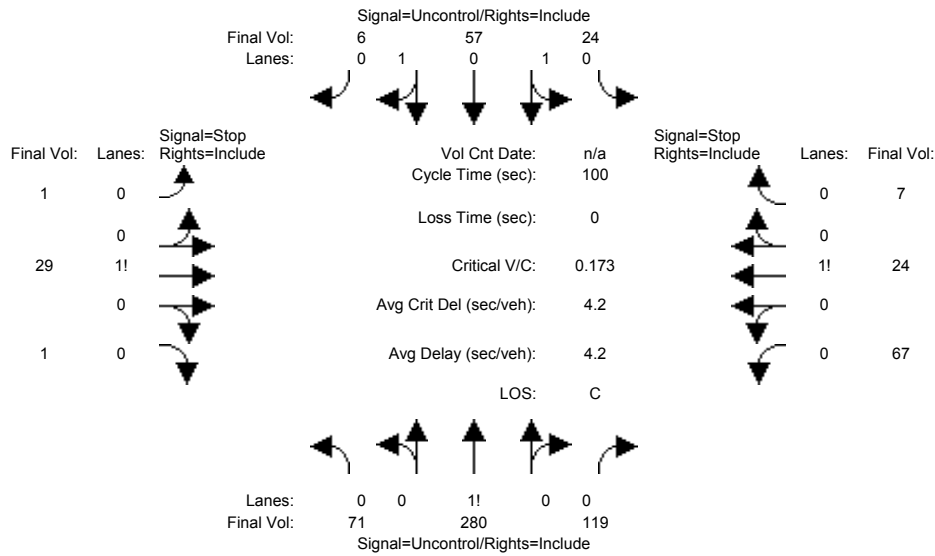 Signal=Uncontrol/Rights=Include
Final Vol: 6 57 24
Lanes: 0 1 0 1 0
Signal=Stop
Final Vol: Lanes: Rights=Include
Vol Cnt Date: n/a
Signal=Stop
Rights=Include Lanes: Final Vol:
Cycle Time (sec): 100
1 0
0 7
Loss Time (sec): 0
0
0
29 1!
Critical V/C: 0.173
1! 24
0
Avg Crit Del (sec/veh): 4.2
0
1 0
Avg Delay (sec/veh): 4.2
0 67
LOS: C
Lanes: 0 0 1! 0 0
Final Vol: 71 280 119
Signal=Uncontrol/Rights=Include